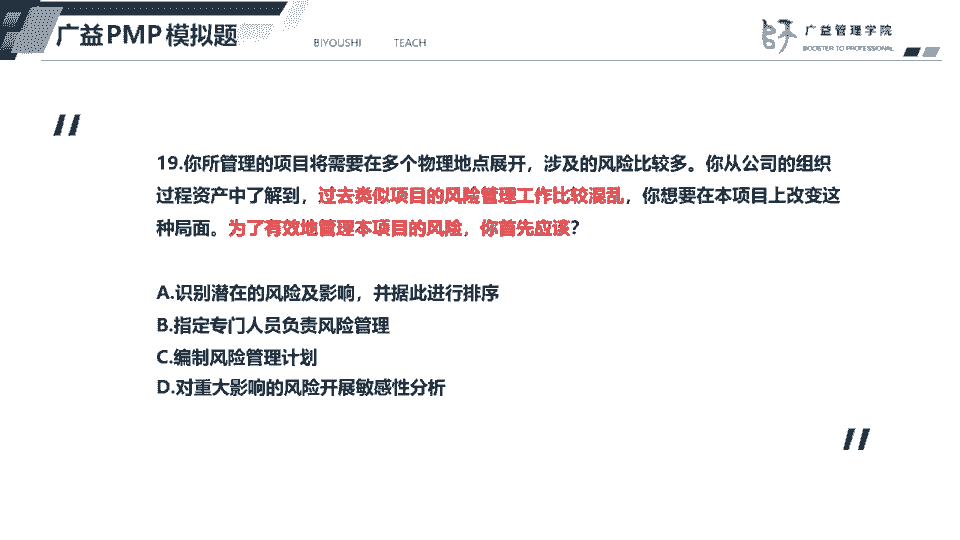 广益PMP模拟题
BIYOUSHI TEACH
广益管理学院
BOOSTER TO PROFESSIONAL
19.你所管理的项目将需要在多个物理地点展开，涉及的风险比较多。你从公司的组织
过程资产中了解到，过去类似项目的风险管理工作比较混乱，你想要在本项目上改变这
种局面。为了有效地管理本项目的风险，你首先应该？
A.识别潜在的风险及影响，并据此进行排序
B.指定专门人员负责风险管理
C.编制风险管理计划
D.对重大影响的风险开展敏感性分析